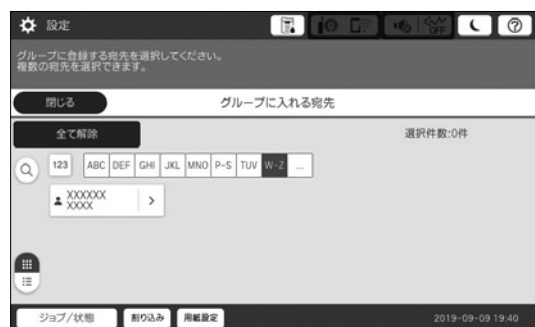 設定
OFF
グループに登録する宛先を選択してください。
複数の宛先を選択できます。
閉じる
グループに入れる宛先
全て解除
選択件数:0件
123 ABC DEF GHI JKL MNO P-S TUV W-Z ...
XXXXXX
XXXX
ジョブ/状態
割り込み
用紙設定
2019-09-09 19:40